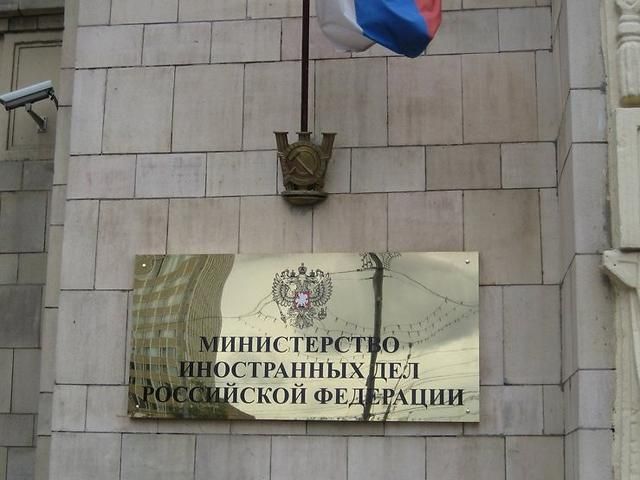 МИНИСТЕРСТВО
ИНОСТРАННЫХ ДЕЛ
РОССИЙСКОЙ ФЕДЕРАЦИИ